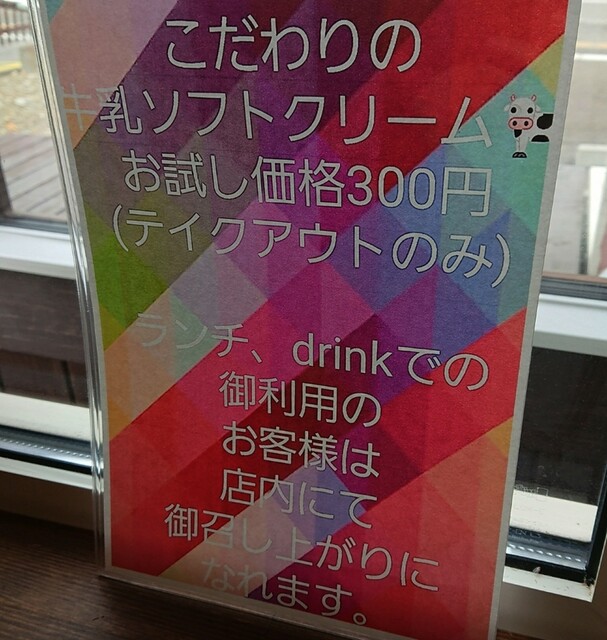 こだわりの
牛乳ソフトクリーム🐮
お試し価格300円
(テイクアウトのみ)
ランチ、drinkでの
御利用の
お客様は
店内にて
御召し上がりに
なれます。